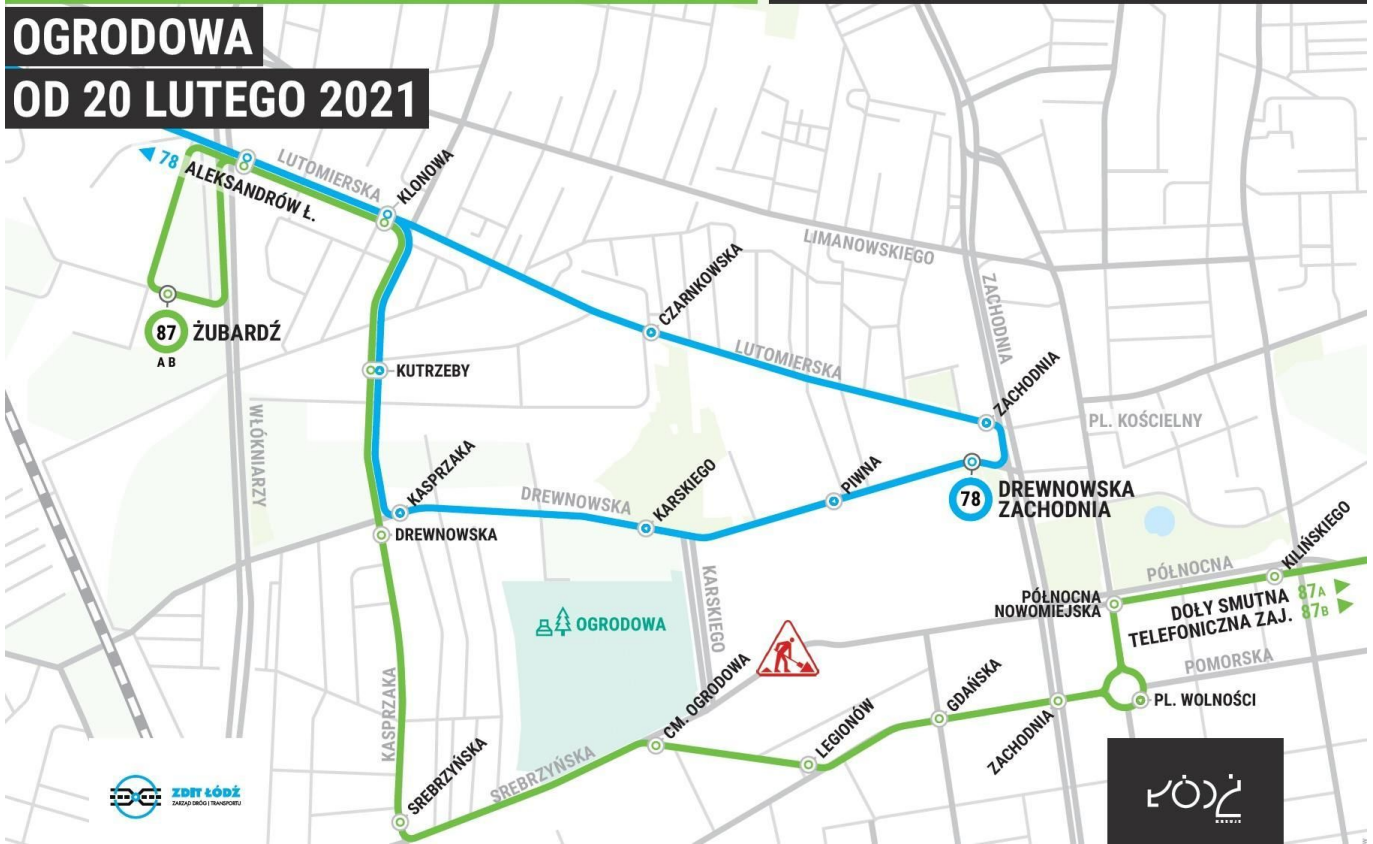 OGRODOWA
OD 20 LUTEGO 2021
78
ALEKSANDRÓW Ł.
LUTOMIERSKA
KLONOWA
LIMANOWSKIEGO
CZARNKOWSKA
ZACHODNIA
87
ŻUBARDŹ
A B
KUTRZEBY
LUTOMIERSKA
ZACHODNIA
PL. KOŚCIELNY
WŁÓKNIARZY
KASPRZAKA
DREWNOWSKA
KARSKIEGO
PIWNA
78
DREWNOWSKA
ZACHODNIA
DREWNOWSKA
KILIŃSKIEGO
PÓŁNOCNA
KARSKIEGO
PÓŁNOCNA
NOWOMIEJSKA
DOŁY SMUTNA 87A
TELEFONICZNA ZAJ. 87B
OGRODOWA
POMORSKA
CM. OGRODOWA
KASPRZAKA
GDAŃSKA
PL. WOLNOŚCI
LEGIONÓW
ZACHODNIA
SREBRZYŃSKA
SREBRZYŃSKA
ZDIT ŁÓDŹ
ZARZĄD DRÓG I TRANSPORTU
ŁÓDŹ
KREUJE